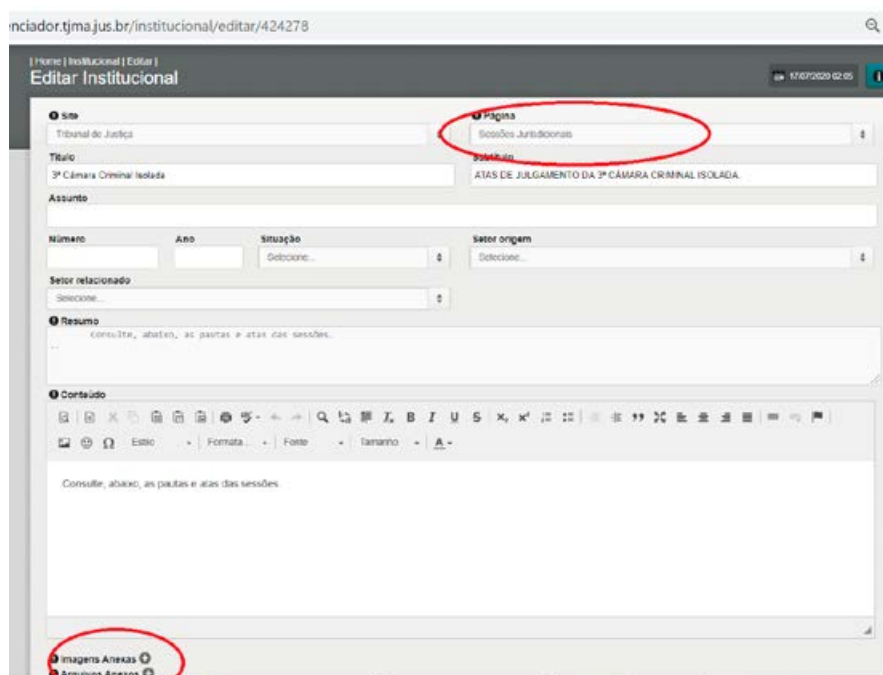 enciador.tjma.jus.br/institucional/editar/424278
| Home | Institucional | Editar |
Editar Institucional
17/07/2020 02:05
Site
Página
Tribunal de Justiça
Sessões Jurisdicionais
Título
Subtítulo
3ª Câmara Criminal Isolada
ATAS DE JULGAMENTO DA 3ª CÂMARA CRIMINAL ISOLADA.
Assunto
Número Ano Situação Setor origem
Selecione... Selecione...
Setor relacionado
Selecione...
Resumo
Consulte, abaixo, as pautas e atas das sessões.
Conteúdo
B I U S
Estilo Formata... Fonte Tamanho A
Consulte, abaixo, as pautas e atas das sessões.
Imagens Anexas
Arquivos Anexos